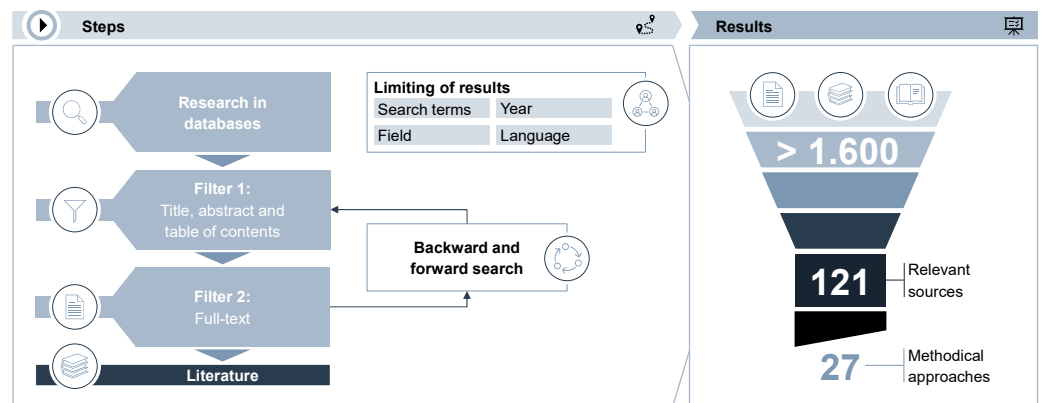 Steps
Research in
databases
Limiting of results
Search terms
Year
Field
Language
Filter 1:
Title, abstract and
table of contents
Backward and
forward search
Filter 2:
Full-text
Literature
Results
> 1.600
121
Relevant
sources
27
Methodical
approaches